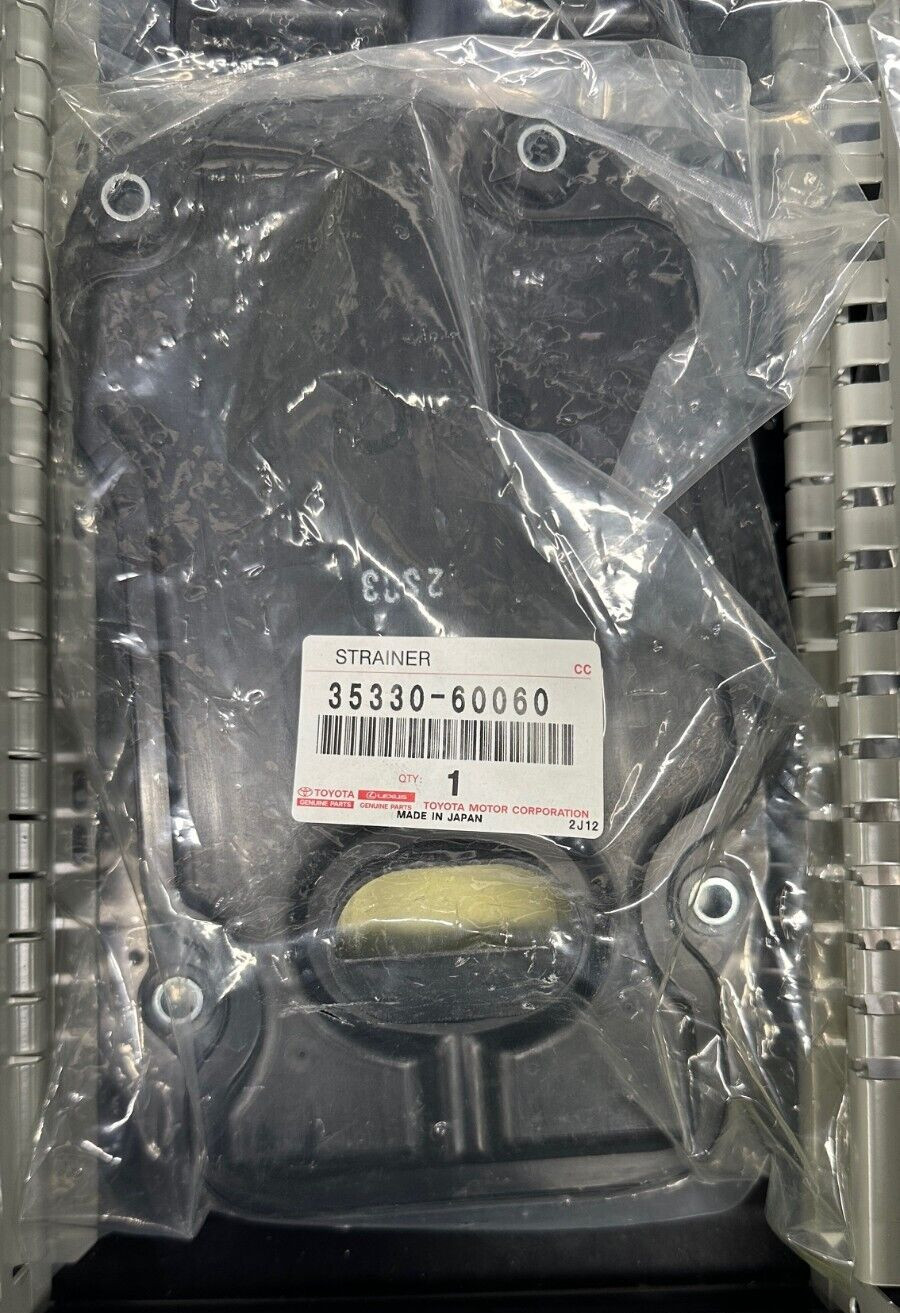 STRAINER
CC
35330-60060
QTY: 1
TOYOTA LEXUS
GENUINE PARTS GENUINE PARTS TOYOTA MOTOR CORPORATION
MADE IN JAPAN 2J12